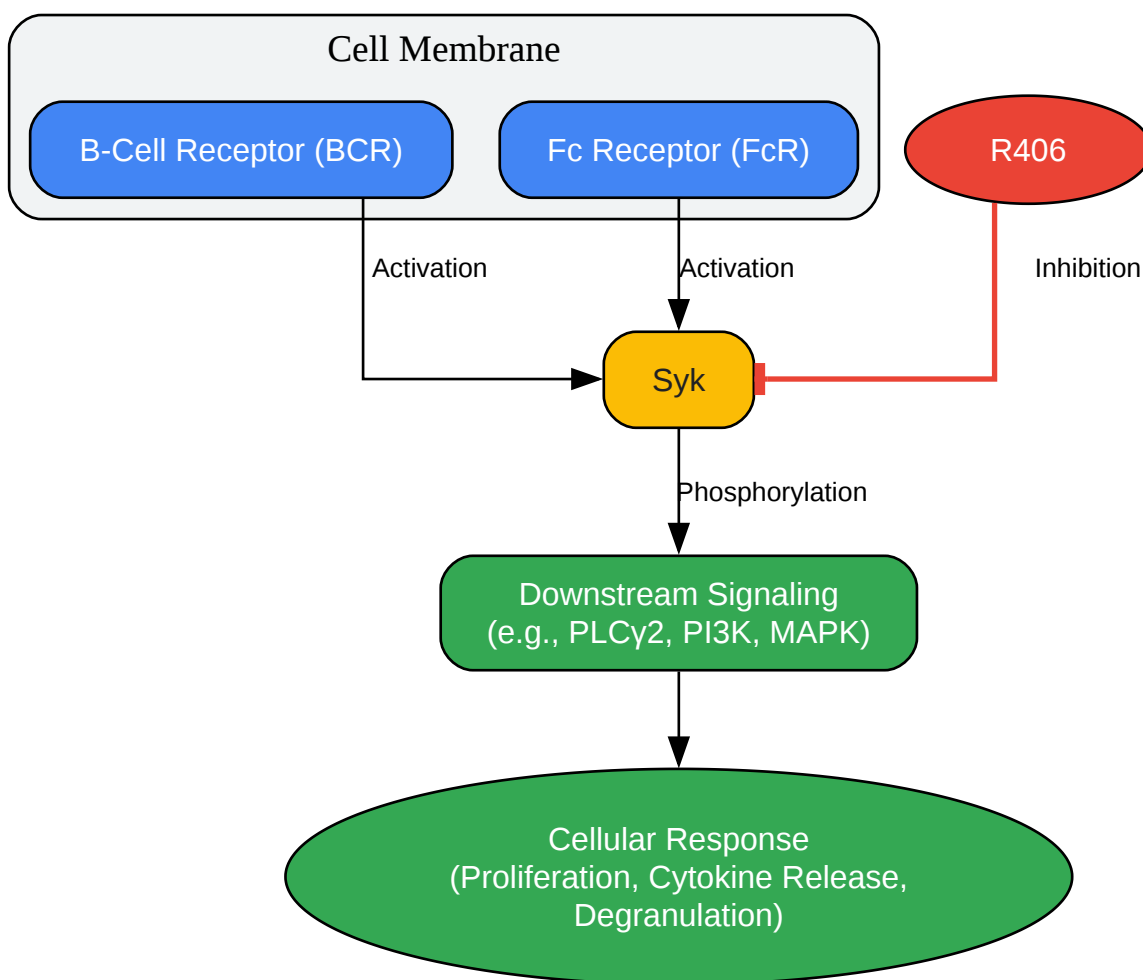 Cell Membrane
B-Cell Receptor (BCR)
Fc Receptor (FcR)
R406
Activation
Activation
Inhibition
Syk
Phosphorylation
Downstream Signaling
(e.g., PLCγ2, PI3K, MAPK)
Cellular Response
(Proliferation, Cytokine Release,
Degranulation)